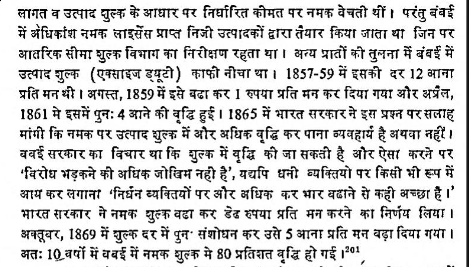 लागत व उत्पाद शुल्क के आधार पर निर्धारित कीमत पर नमक बेचती थीं। परंतु बंबई
में अधिकांश नमक लाइसेंस प्राप्त निजी उत्पादकों द्वारा तैयार किया जाता था जिन पर
आतरिक सीमा शुल्क विभाग का निरीक्षण रहता था। अन्य प्रातों की तुलना में बंबई में
उत्पाद शुल्क (एक्साइज ड्यूटी) काफी नीचा था। 1857-59 में इसकी दर 12 आना
प्रति मन थी। अगस्त, 1859 में इसे बढा कर 1 रुपया प्रति मन कर दिया गया और अप्रैल,
1861 मे इसमें पुन: 4 आने की वृद्धि हुई। 1865 में भारत सरकार ने इस प्रश्न पर सलाह
मांगी कि नमक पर उत्पाद शुल्क में और अधिक वृद्धि कर पाना व्यवहार्य है अथवा नहीं।
बबई सरकार का विचार था कि शुल्क में वृद्धि की जा सकती है और ऐसा करने पर
'विरोध भड़कने की अधिक जोखिम नही है', यद्यपि धनी व्यक्तियों पर किसी भी रूप में
आय कर लगाना 'निर्धन व्यक्तियों पर और अधिक कर भार बढाने से कही अच्छा है।'
भारत सरकार ने नमक शुल्क वढा कर डेढ रुपया प्रति मन करने का निर्णय लिया।
अक्तूबर, 1869 में शुल्क दर में पुन संशोधन कर उसे 5 आना प्रति मन बढ़ा दिया गया।
अतः 10 वर्षों में वबई में नमक शुल्क मे 80 प्रतिशत वृद्धि हो गई।201